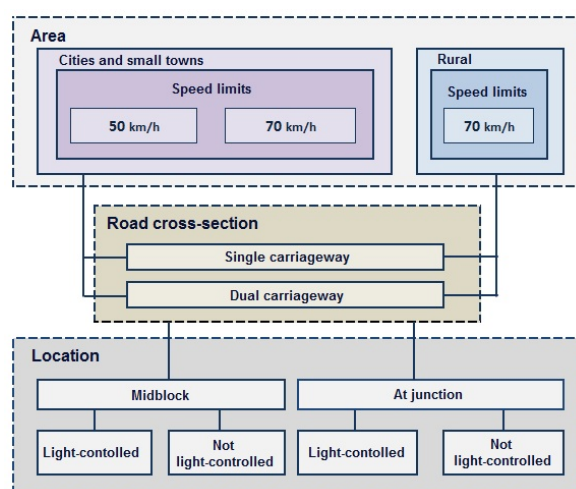 Area
Cities and small towns
Speed limits
50 km/h
70 km/h
Rural
Speed limits
70 km/h
Road cross-section
Single carriageway
Dual carriageway
Location
Midblock
At junction
Light-contolled
Not
light-controlled
Light-contolled
Not
light-controlled